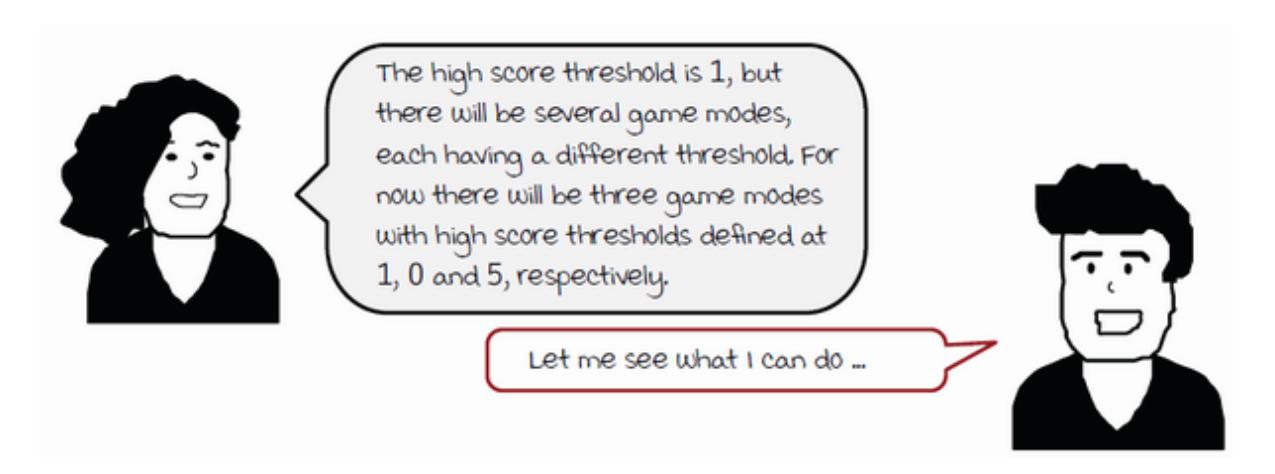 The high score threshold is 1, but
there will be several game modes,
each having a different threshold. For
now there will be three game modes
with high score thresholds defined at
1, 0 and 5, respectively.
Let me see what I can do ...